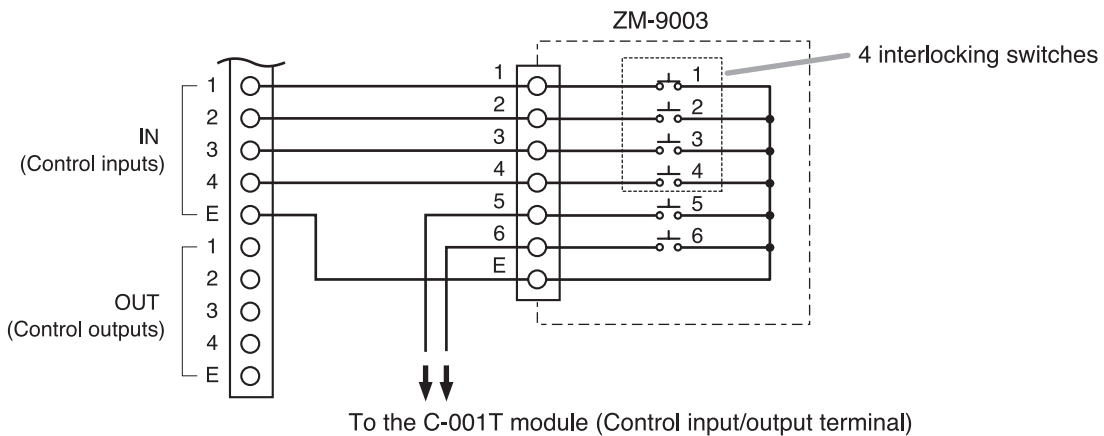 ZM-9003
4 interlocking switches
IN
(Control inputs)
1
2
3
4
E
OUT
(Control outputs)
1
2
3
4
E
1
2
3
4
5
6
E
1
2
3
4
5
6
To the C-001T module (Control input/output terminal)